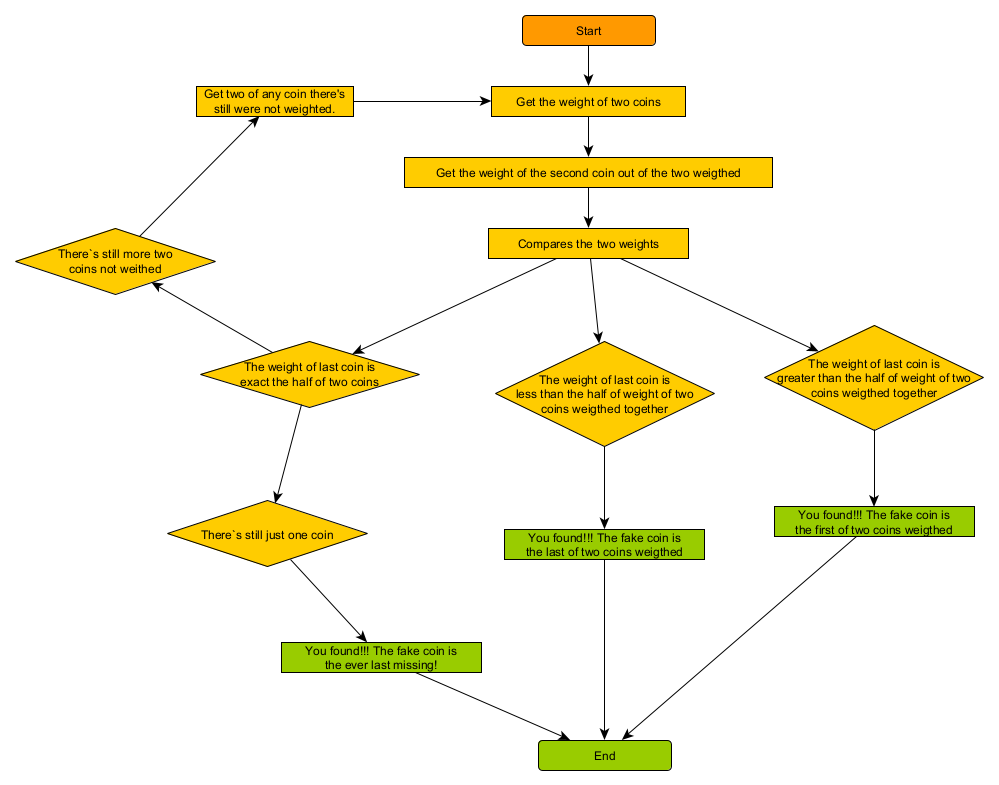 Start
Get two of any coin there's
still were not weighted.
Get the weight of two coins
Get the weight of the second coin out of the two weigthed
Compares the two weights
There`s still more two
coins not weithed
The weight of last coin is
exact the half of two coins
The weight of last coin is
less than the half of weight of two
coins weigthed together
The weight of last coin is
greater than the half of weight of two
coins weigthed together
There`s still just one coin
You found!!! The fake coin is
the last of two coins weigthed
You found!!! The fake coin is
the first of two coins weigthed
You found!!! The fake coin is
the ever last missing!
End